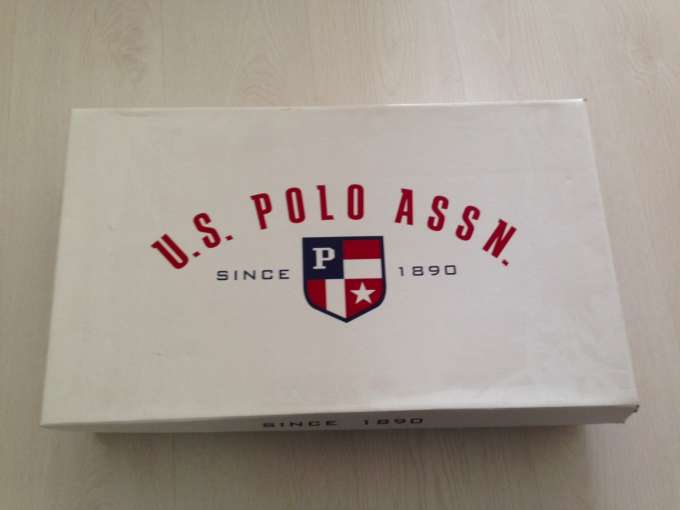 U.S. POLO ASSN.
SINCE P 1890
SINCE 1890